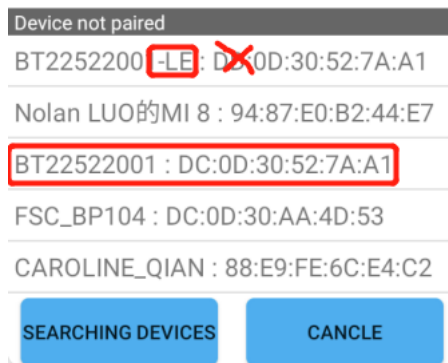 Device not paired
BT2252200 -LE : DD:0D:30:52:7A:A1
Nolan LUO的MI 8 : 94:87:E0:B2:44:E7
BT22522001 : DC:0D:30:52:7A:A1
FSC_BP104 : DC:0D:30:AA:4D:53
CAROLINE_QIAN : 88:E9:FE:6C:E4:C2
SEARCHING DEVICES CANCLE